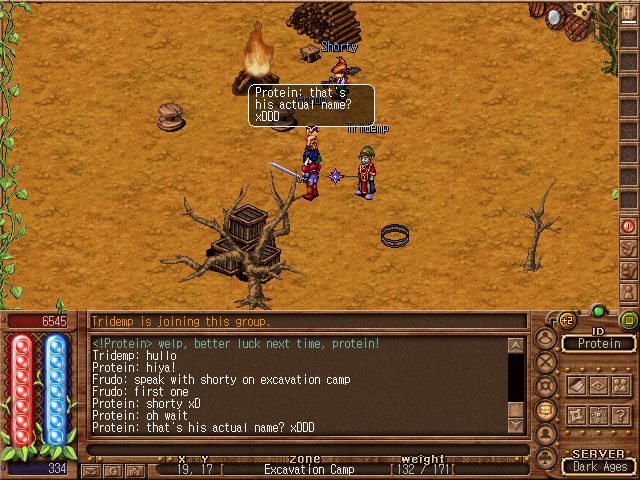 Shorty
Protein: that's
his actual name?
xDDD
Tridemp
6545
Tridemp is joining this group.
<!Protein> welp, better luck next time, protein!
Tridemp: hullo
Protein: hiya!
Frudo: speak with shorty on excavation camp
Frudo: first one
Protein: shorty xD
Protein: oh wait
Protein: that's his actual name? xDDD
+2
ID
Protein
334
x y zone weight
19, 17 Excavation Camp 132 / 171
SERVER
Dark Ages